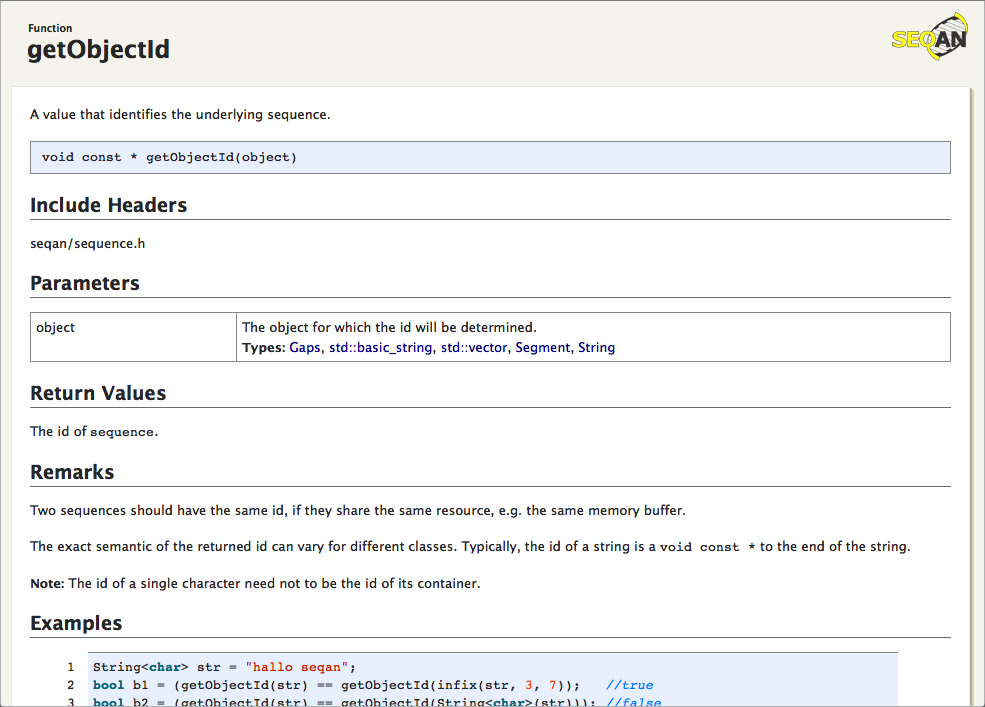 Function
getObjectId
SEQAN
A value that identifies the underlying sequence.
void const * getObjectId(object)
Include Headers
seqan/sequence.h
Parameters
object
The object for which the id will be determined.
Types: Gaps, std::basic_string, std::vector, Segment, String
Return Values
The id of sequence.
Remarks
Two sequences should have the same id, if they share the same resource, e.g. the same memory buffer.
The exact semantic of the returned id can vary for different classes. Typically, the id of a string is a void const * to the end of the string.
Note: The id of a single character need not to be the id of its container.
Examples
1 String<char> str = "hallo seqan";
2 bool b1 = (getObjectId(str) == getObjectId(infix(str, 3, 7)); //true
3 bool b2 = (getObjectId(str) == getObjectId(String<char>(str))); //false